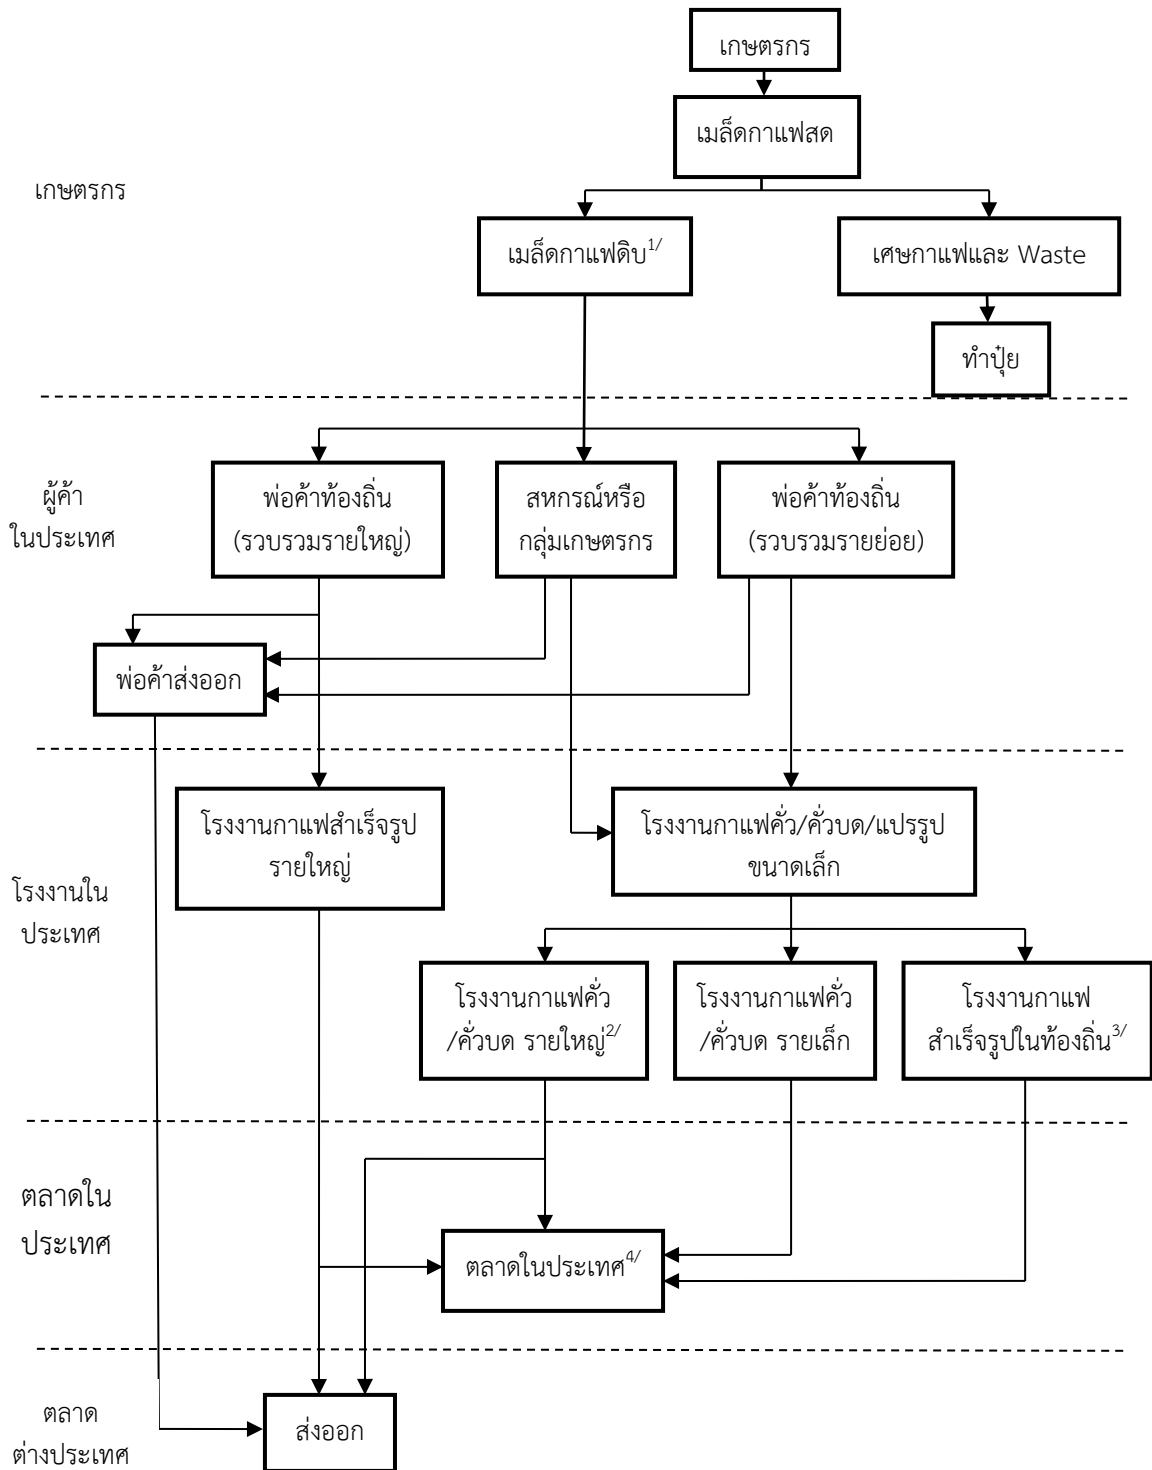 เกษตรกร
เมล็ดกาแฟสด
เกษตรกร
เมล็ดกาแฟดิบ1/
เศษกาแฟและ Waste
ทำปุ๋ย
ผู้ค้า
ในประเทศ
พ่อค้าท้องถิ่น
(รวบรวมรายใหญ่)
สหกรณ์หรือ
กลุ่มเกษตรกร
พ่อค้าท้องถิ่น
(รวบรวมรายย่อย)
พ่อค้าส่งออก
โรงงานใน
ประเทศ
โรงงานกาแฟสำเร็จรูป
รายใหญ่
โรงงานกาแฟคั่ว/คั่วบด/แปรรูป
ขนาดเล็ก
โรงงานกาแฟคั่ว
/คั่วบด รายใหญ่2/
โรงงานกาแฟคั่ว
/คั่วบด รายเล็ก
โรงงานกาแฟ
สำเร็จรูปในท้องถิ่น3/
ตลาดใน
ประเทศ
ตลาดในประเทศ4/
ตลาด
ต่างประเทศ
ส่งออก